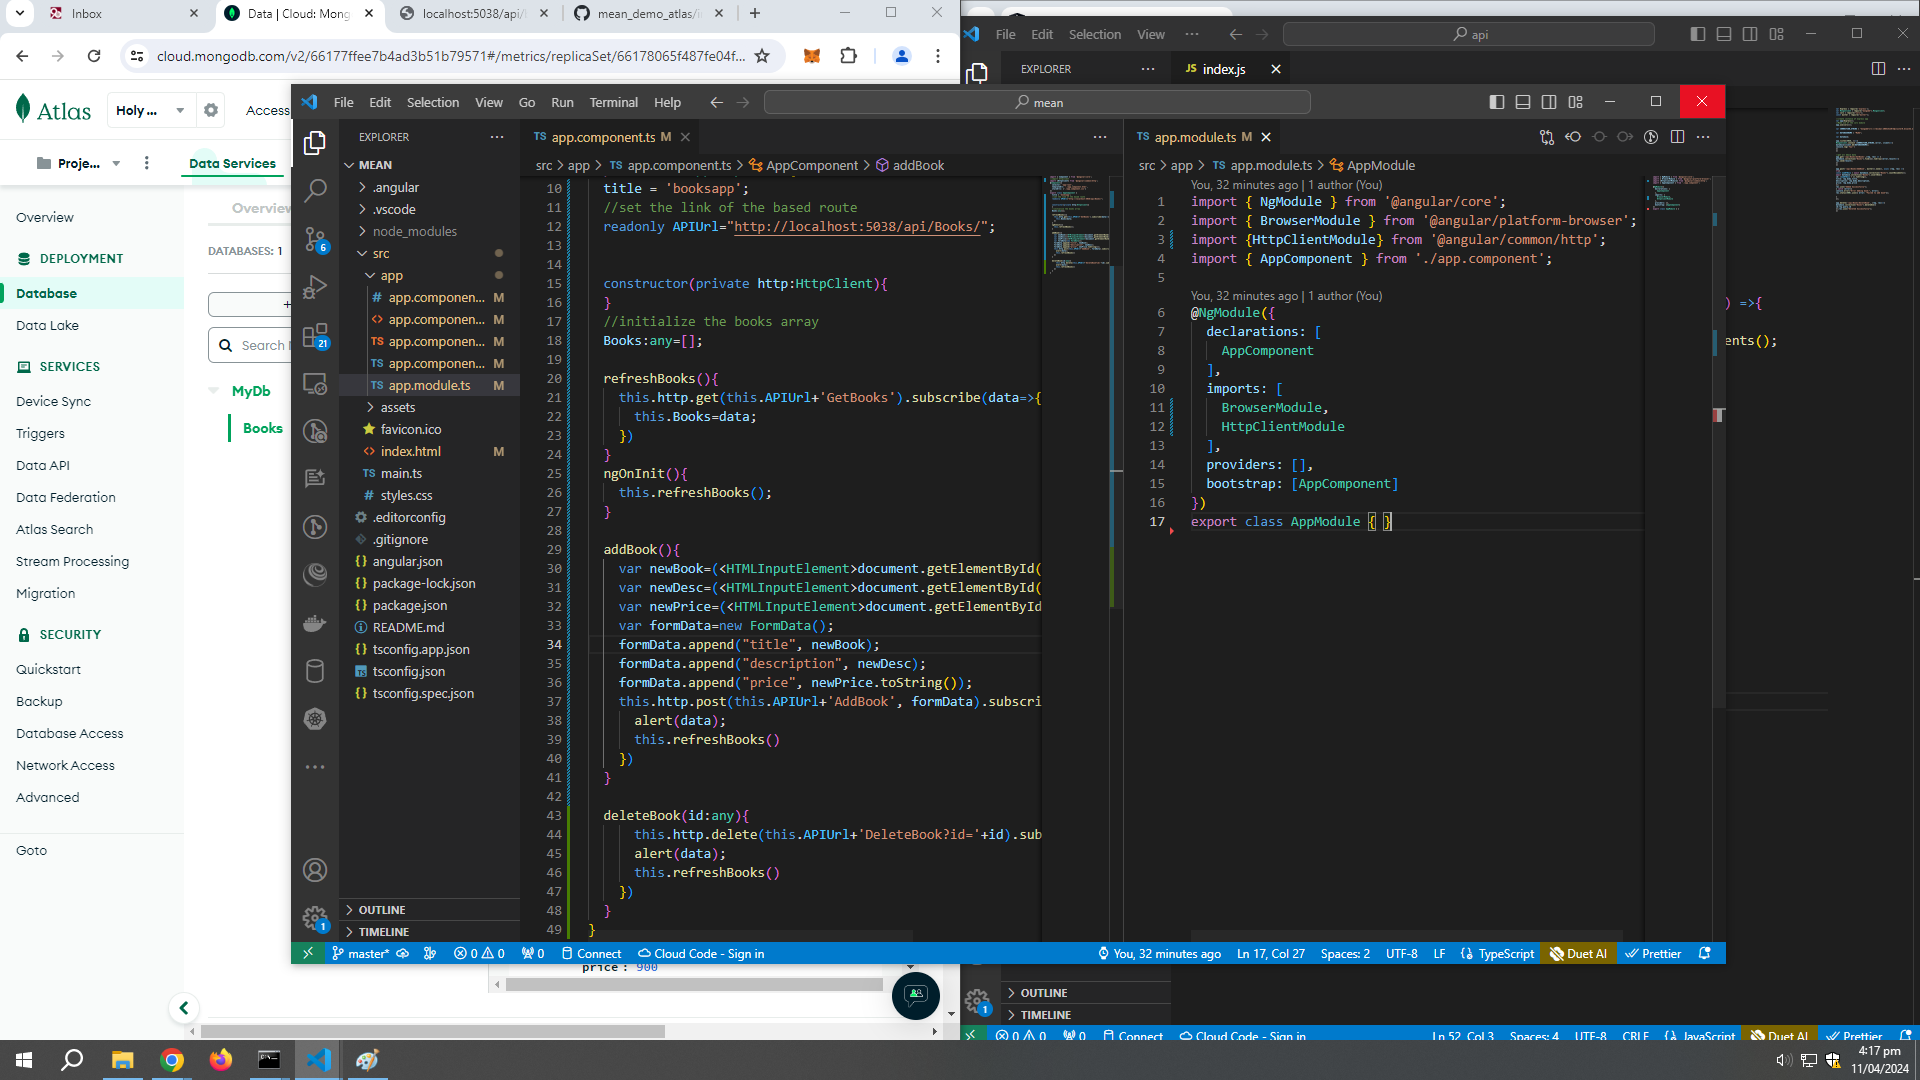 Inbox
Data | Cloud: Mong
localhost:5038/api/
mean_demo_atlas/i
cloud.mongodb.com/v2/66177ffee7b4ad3b51b79571#/metrics/replicaSet/66178065f487fe04f...
Atlas
Holy ...
Access
Projec...
Data Services
Overview
Overview
DATABASES: 1
DEPLOYMENT
Database
Data Lake
Search
SERVICES
MyDb
Device Sync
Books
Triggers
Data API
Data Federation
Atlas Search
Stream Processing
Migration
SECURITY
Quickstart
Backup
Database Access
Network Access
Advanced
Goto
price : 900
File Edit Selection View Go Run Terminal Help
mean
EXPLORER
MEAN
.angular
.vscode
node_modules
src
app
app.componen... M
app.componen... M
app.componen... M
app.componen... M
app.module.ts M
assets
favicon.ico
index.html M
main.ts
styles.css
.editorconfig
.gitignore
angular.json
package-lock.json
package.json
README.md
tsconfig.app.json
tsconfig.json
tsconfig.spec.json
OUTLINE
TIMELINE
6
21
1
TS app.component.ts M
src > app > TS app.component.ts > AppComponent > addBook
10 title = 'booksapp';
11 //set the link of the based route
12 readonly APIUrl="http://localhost:5038/api/Books/";
13
14
15 constructor(private http:HttpClient){
16 }
17 //initialize the books array
18 Books:any=[];
19
20 refreshBooks(){
21 this.http.get(this.APIUrl+'GetBooks').subscribe(data=>{
22 this.Books=data;
23 })
24 }
25 ngOnInit(){
26 this.refreshBooks();
27 }
28
29 addBook(){
30 var newBook=(<HTMLInputElement>document.getElementById(
31 var newDesc=(<HTMLInputElement>document.getElementById(
32 var newPrice=(<HTMLInputElement>document.getElementById
33 var formData=new FormData();
34 formData.append("title", newBook);
35 formData.append("description", newDesc);
36 formData.append("price", newPrice.toString());
37 this.http.post(this.APIUrl+'AddBook', formData).subscri
38 alert(data);
39 this.refreshBooks()
40 })
41 }
42
43 deleteBook(id:any){
44 this.http.delete(this.APIUrl+'DeleteBook?id='+id).sub
45 alert(data);
46 this.refreshBooks()
47 })
48 }
49 }
TS app.module.ts M
src > app > TS app.module.ts > AppModule
You, 32 minutes ago | 1 author (You)
1 import { NgModule } from '@angular/core';
2 import { BrowserModule } from '@angular/platform-browser';
3 import {HttpClientModule} from '@angular/common/http';
4 import { AppComponent } from './app.component';
5
You, 32 minutes ago | 1 author (You)
6 @NgModule({
7 declarations: [
8 AppComponent
9 ],
10 imports: [
11 BrowserModule,
12 HttpClientModule
13 ],
14 providers: [],
15 bootstrap: [AppComponent]
16 })
17 export class AppModule { }
master* 0 0 0 Connect Cloud Code - Sign in
You, 32 minutes ago Ln 17, Col 27 Spaces: 2 UTF-8 LF TypeScript Duet AI Prettier
File Edit Selection View
api
EXPLORER
JS index.js
) =>{
ents();
OUTLINE
TIMELINE
1
0 0 0 Connect Cloud Code - Sign in
Ln 52, Col 3 Spaces: 4 UTF-8 CRLF JavaScript Duet AI Prettier
4:17 pm
11/04/2024